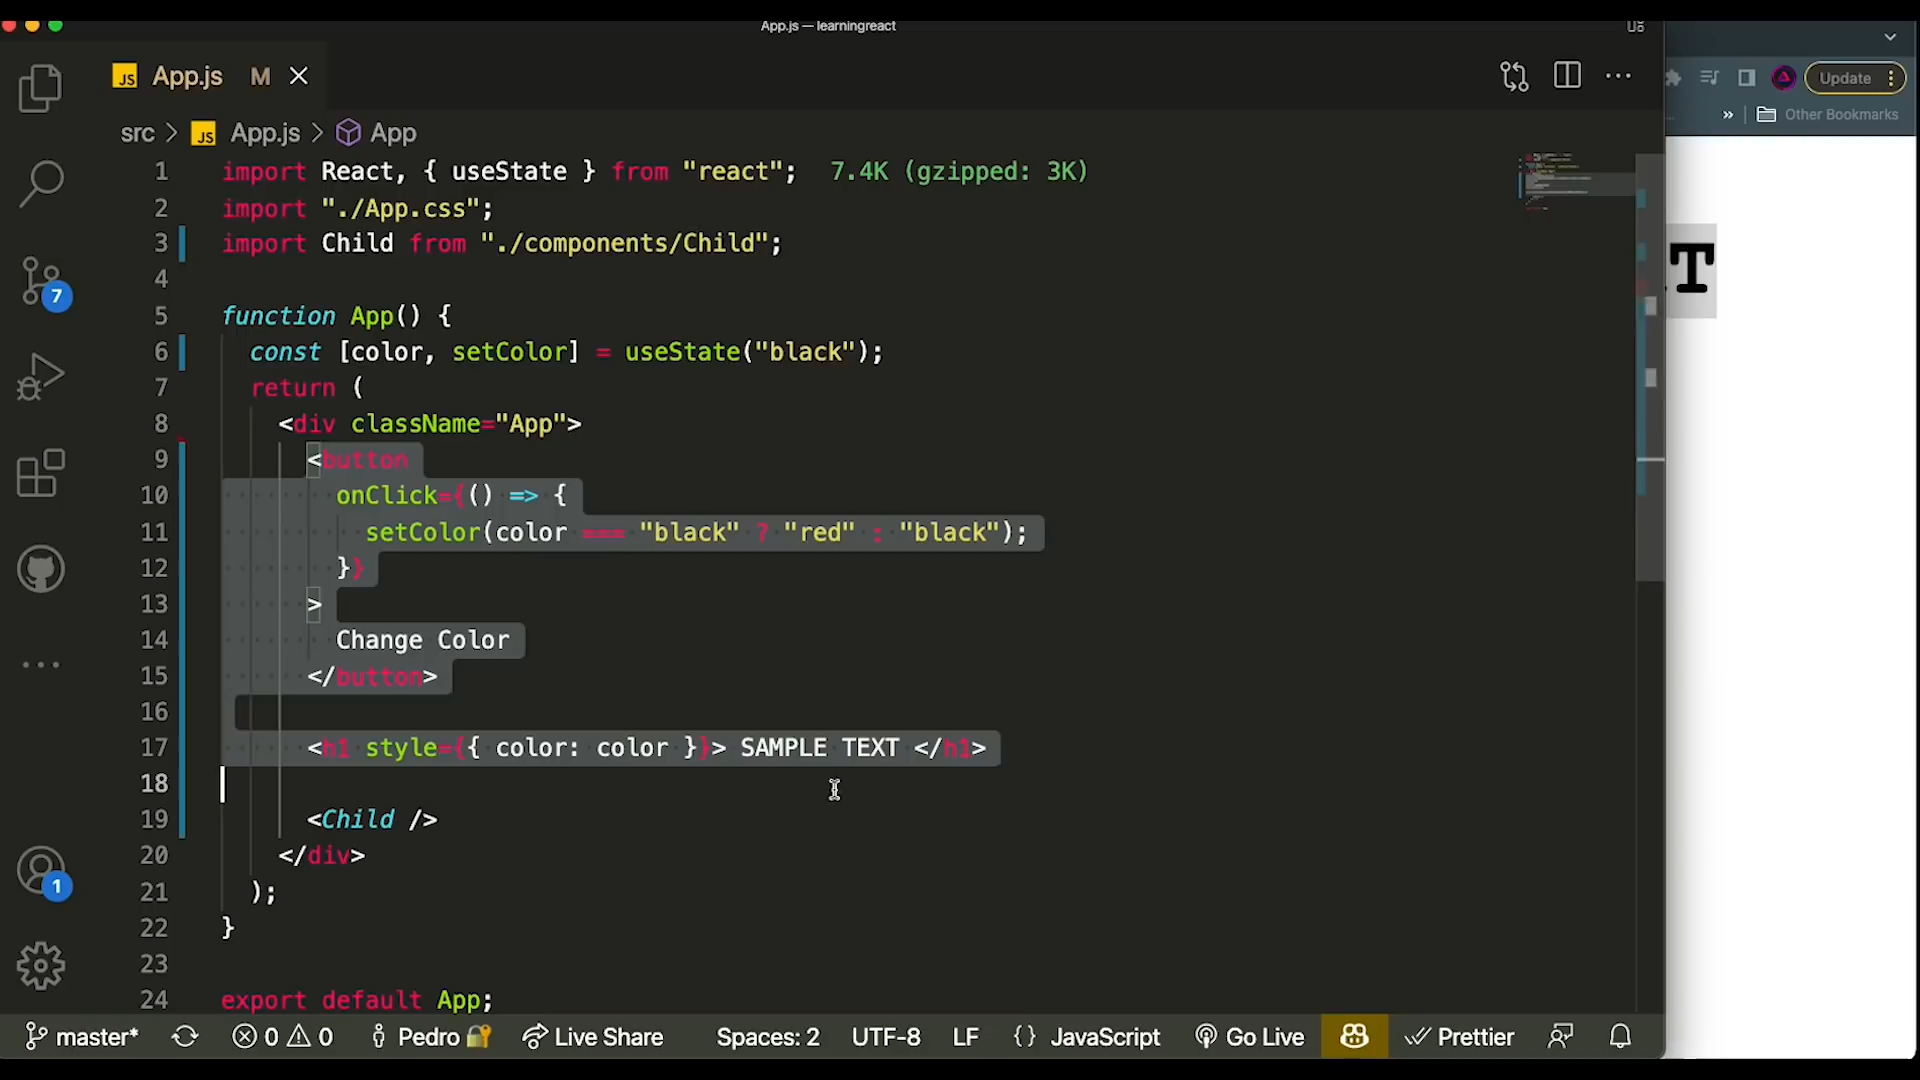 App.js — learningreact
JS App.js M
Update
Other Bookmarks
src > JS App.js > App
1 import React, { useState } from "react"; 7.4K (gzipped: 3K)
2 import "./App.css";
3 import Child from "./components/Child";
4
5 function App() {
6 const [color, setColor] = useState("black");
7 return (
8 <div className="App">
9 <button
10 onClick={() => {
11 setColor(color === "black" ? "red" : "black");
12 }}
13 >
14 Change Color
15 </button>
16
17 <h1 style={{ color: color }}> SAMPLE TEXT </h1>
18
19 <Child />
20 </div>
21 );
22 }
23
24 export default App;
T
7
1
master* 0 0 Pedro Live Share Spaces: 2 UTF-8 LF {} JavaScript Go Live Prettier